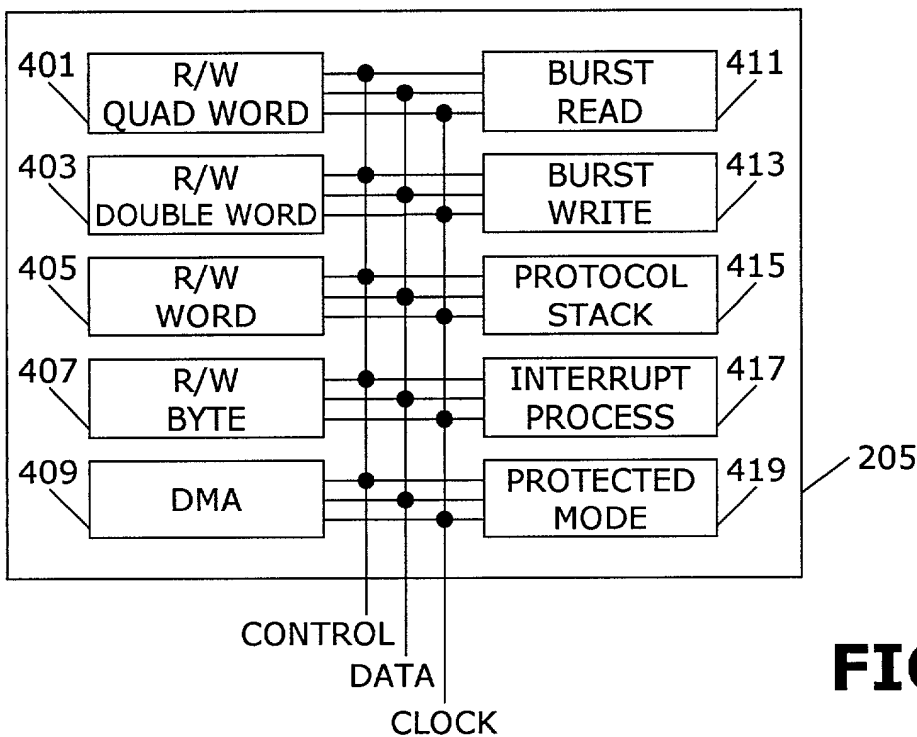 401
R/W
QUAD WORD
BURST
READ
411
403
R/W
DOUBLE WORD
BURST
WRITE
413
405
R/W
WORD
PROTOCOL
STACK
415
407
R/W
BYTE
INTERRUPT
PROCESS
417
409
DMA
PROTECTED
MODE
419
205
CONTROL
DATA
CLOCK